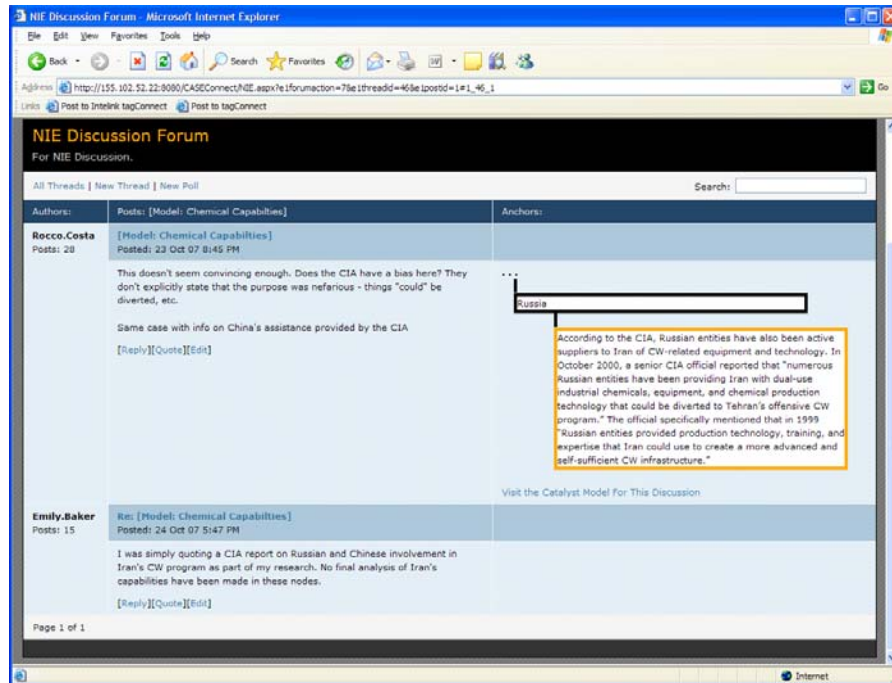 NIE Discussion Forum - Microsoft Internet Explorer
File Edit View Favorites Tools Help
Back Search Favorites
Address http://155.102.52.22:8080/CASEConnect/NIE.aspx?e1forumaction=7&e1threadid=46&e1postid=1#1_46_1 Go
Links Post to Intelink tagConnect Post to tagConnect
NIE Discussion Forum
For NIE Discussion.
All Threads | New Thread | New Poll Search:
Authors: Posts: [Model: Chemical Capabilties] Anchors:
Rocco.Costa [Model: Chemical Capabilties]
Posts: 28 Posted: 23 Oct 07 8:45 PM
This doesn't seem convincing enough. Does the CIA have a bias here? They
don't explicitly state that the purpose was nefarious - things "could" be
diverted, etc.
Same case with info on China's assistance provided by the CIA
[Reply][Quote][Edit]
...
Russia
According to the CIA, Russian entities have also been active
suppliers to Iran of CW-related equipment and technology. In
October 2000, a senior CIA official reported that "numerous
Russian entities have been providing Iran with dual-use
industrial chemicals, equipment, and chemical production
technology that could be diverted to Tehran's offensive CW
program." The official specifically mentioned that in 1999
"Russian entities provided production technology, training, and
expertise that Iran could use to create a more advanced and
self-sufficient CW infrastructure."
Visit the Catalyst Model For This Discussion
Emily.Baker Re: [Model: Chemical Capabilties]
Posts: 15 Posted: 24 Oct 07 5:47 PM
I was simply quoting a CIA report on Russian and Chinese involvement in
Iran's CW program as part of my research. No final analysis of Iran's
capabilities have been made in these nodes.
[Reply][Quote][Edit]
Page 1 of 1
Internet